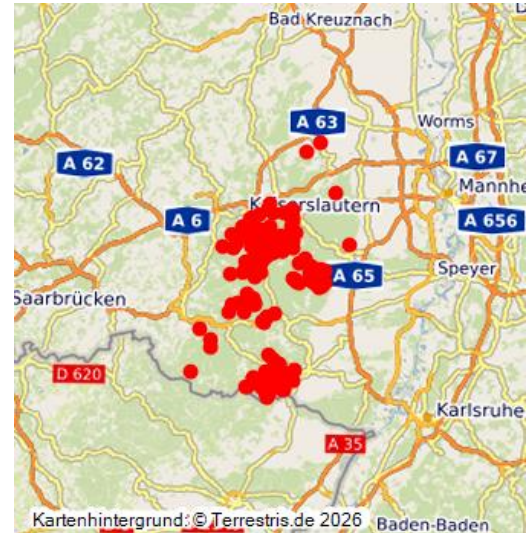 Bad Kreuznach
A 63
Worms
A 62
A 67
Mannhe
Kaiserslautern
A 6
A 656
A 65
Speyer
Saarbrücken
D 620
Karlsruhe
A 35
Kartenhintergrund: © Terrestris.de 2026
Baden-Baden